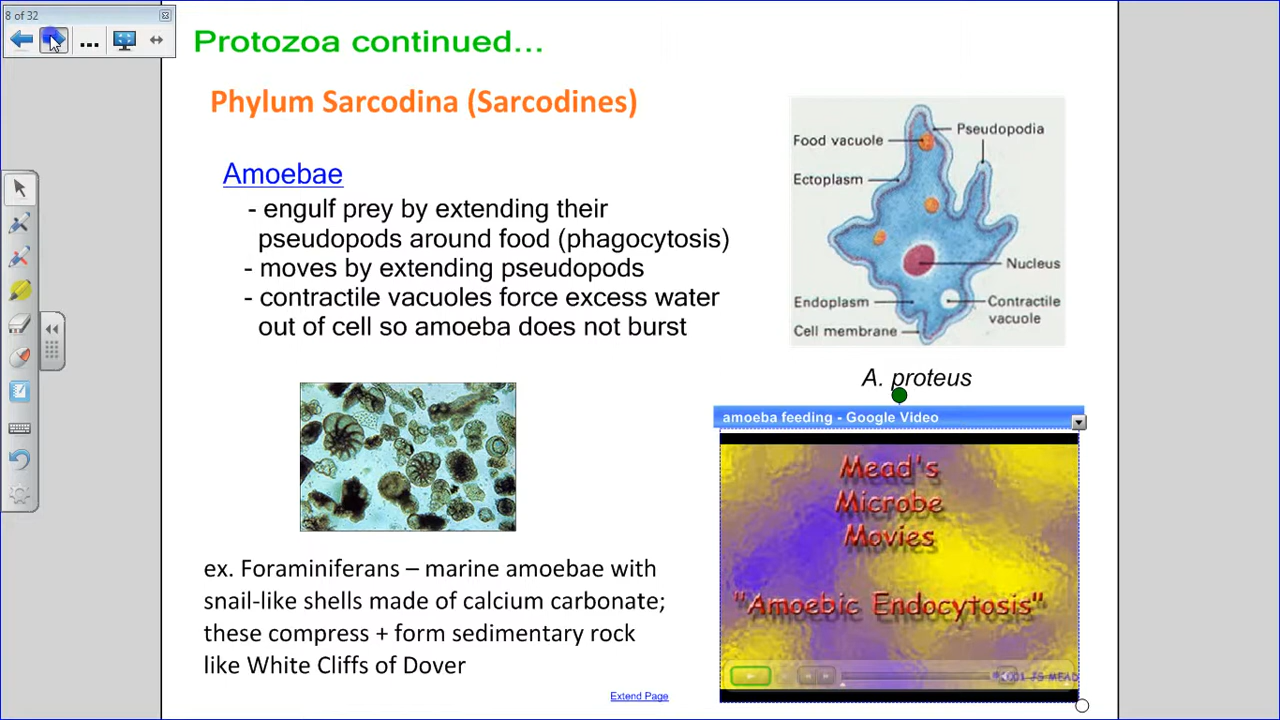 8 of 32
Protozoa continued...
Phylum Sarcodina (Sarcodines)
Amoebae
- engulf prey by extending their
pseudopods around food (phagocytosis)
- moves by extending pseudopods
- contractile vacuoles force excess water
out of cell so amoeba does not burst
Food vacuole
Pseudopodia
Ectoplasm
Nucleus
Endoplasm
Contractile
vacuole
Cell membrane
A. proteus
amoeba feeding - Google Video
Mead's
Microbe
Movies
"Amoebic Endocytosis"
2001 JS MEAD
ex. Foraminiferans – marine amoebae with
snail-like shells made of calcium carbonate;
these compress + form sedimentary rock
like White Cliffs of Dover
Extend Page